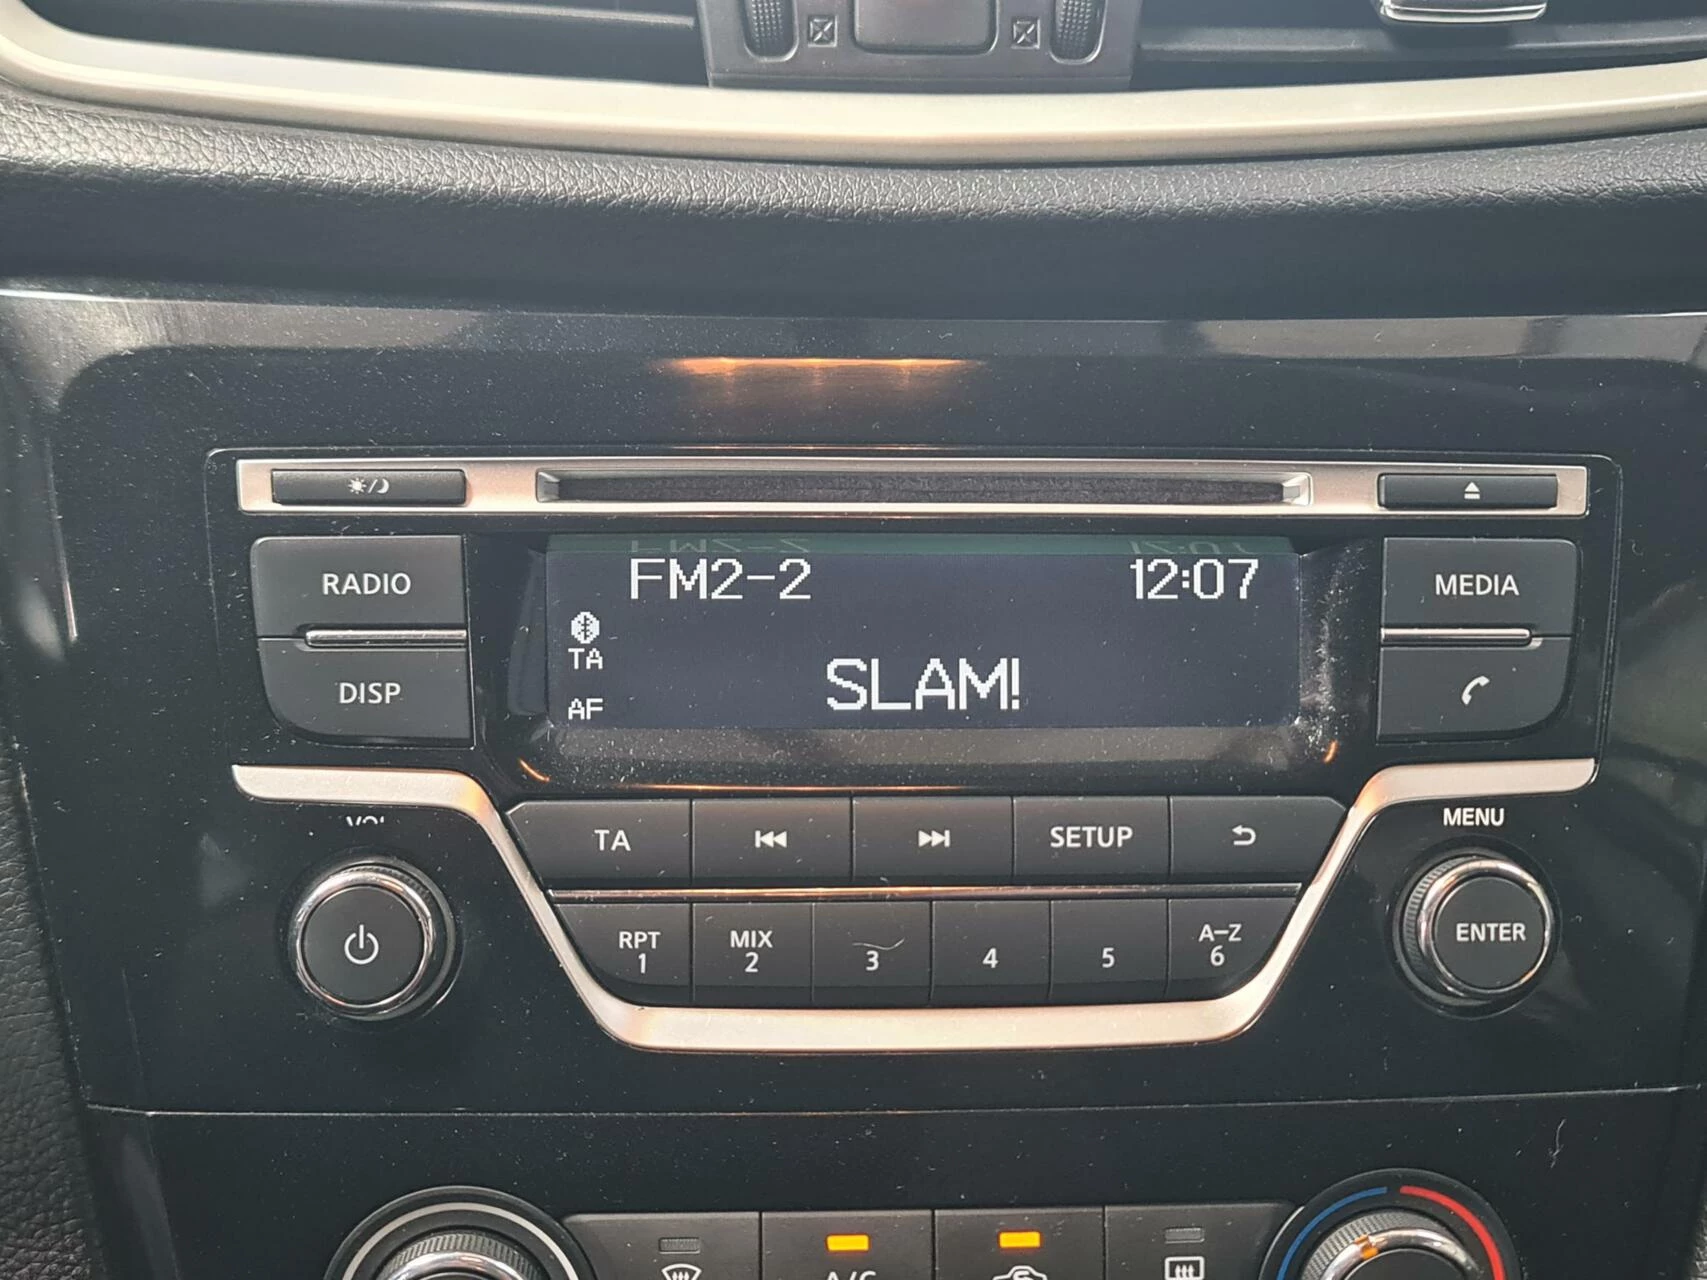 FM2-2 12:07
TA
SLAM!
AF
RADIO
DISP
MEDIA
VOL
MENU
TA
SETUP
RPT
1
MIX
2
3
4
5
A-Z
6
ENTER
A/C